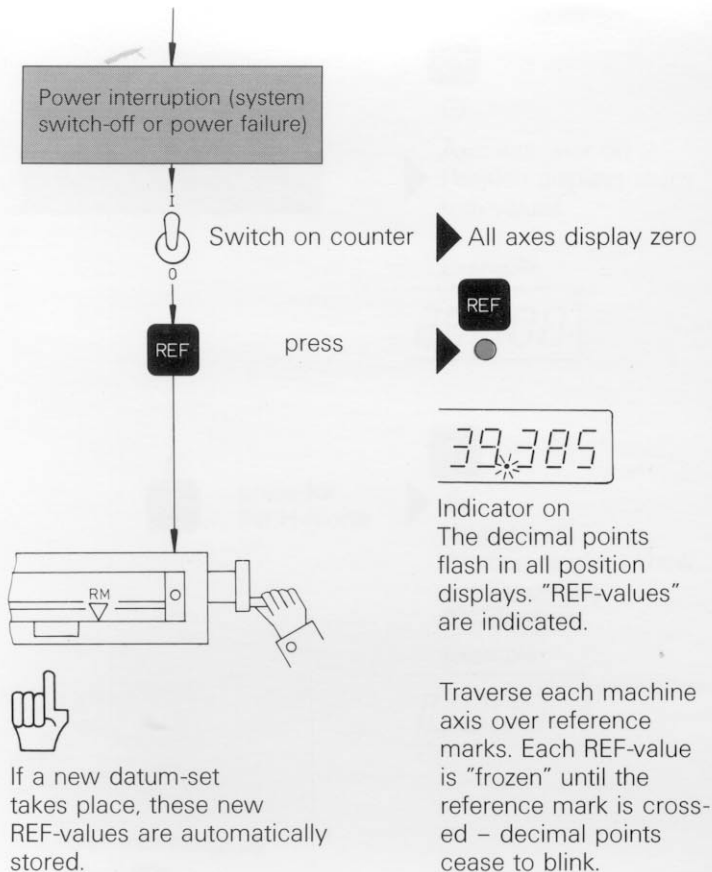 Power interruption (system
switch-off or power failure)
I
Switch on counter
All axes display zero
0
REF
press
REF
39.385
Indicator on
The decimal points
flash in all position
displays. "REF-values"
are indicated.
RM
If a new datum-set
takes place, these new
REF-values are automatically
stored.
Traverse each machine
axis over reference
marks. Each REF-value
is "frozen" until the
reference mark is cross-
ed – decimal points
cease to blink.